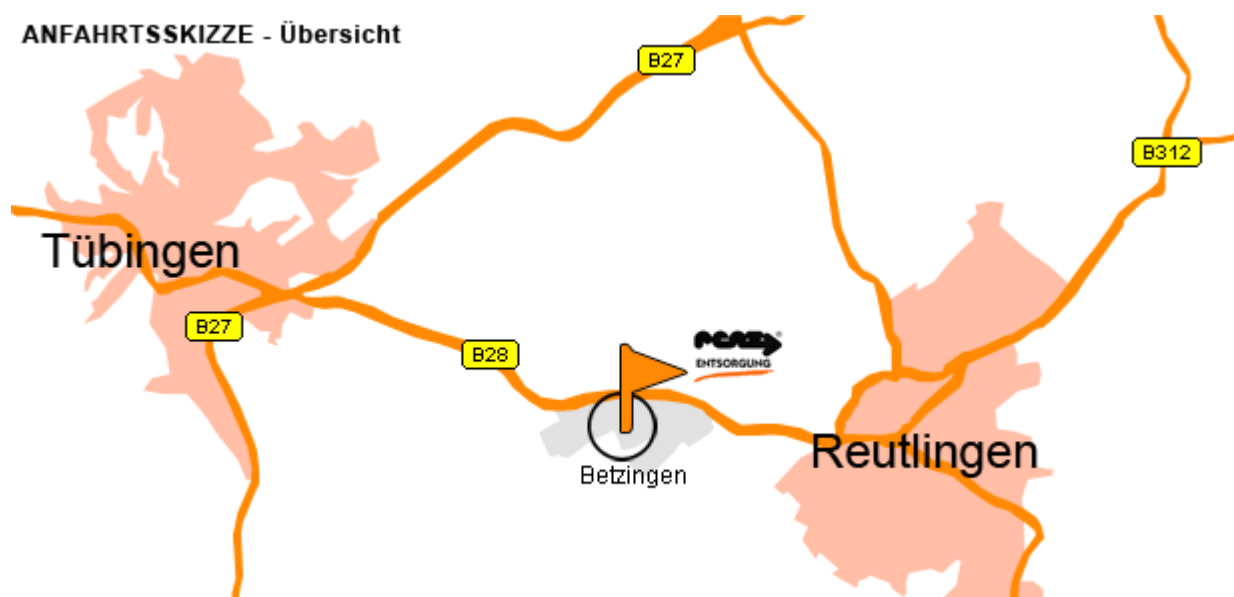 ANFAHRTSSKIZZE - Übersicht
B27
B312
Tübingen
B27
B28
ENTSORGUNG
Reutlingen
Betzingen